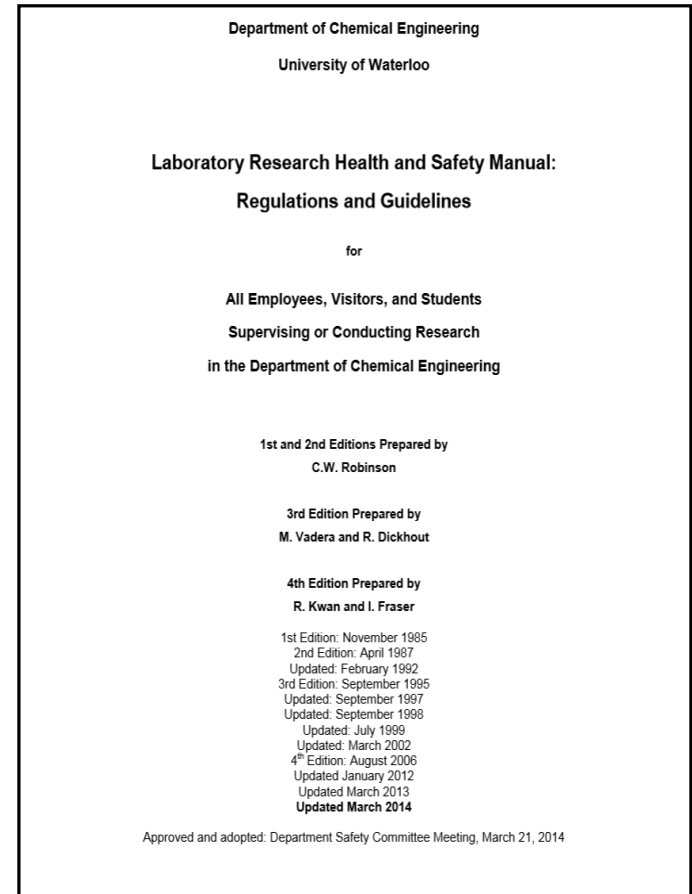 Department of Chemical Engineering
University of Waterloo
Laboratory Research Health and Safety Manual:
Regulations and Guidelines
for
All Employees, Visitors, and Students
Supervising or Conducting Research
in the Department of Chemical Engineering
1st and 2nd Editions Prepared by
C.W. Robinson
3rd Edition Prepared by
M. Vadera and R. Dickhout
4th Edition Prepared by
R. Kwan and I. Fraser
1st Edition: November 1985
2nd Edition: April 1987
Updated: February 1992
3rd Edition: September 1995
Updated: September 1997
Updated: September 1998
Updated: July 1999
Updated: March 2002
4th Edition: August 2006
Updated January 2012
Updated March 2013
Updated March 2014
Approved and adopted: Department Safety Committee Meeting, March 21, 2014